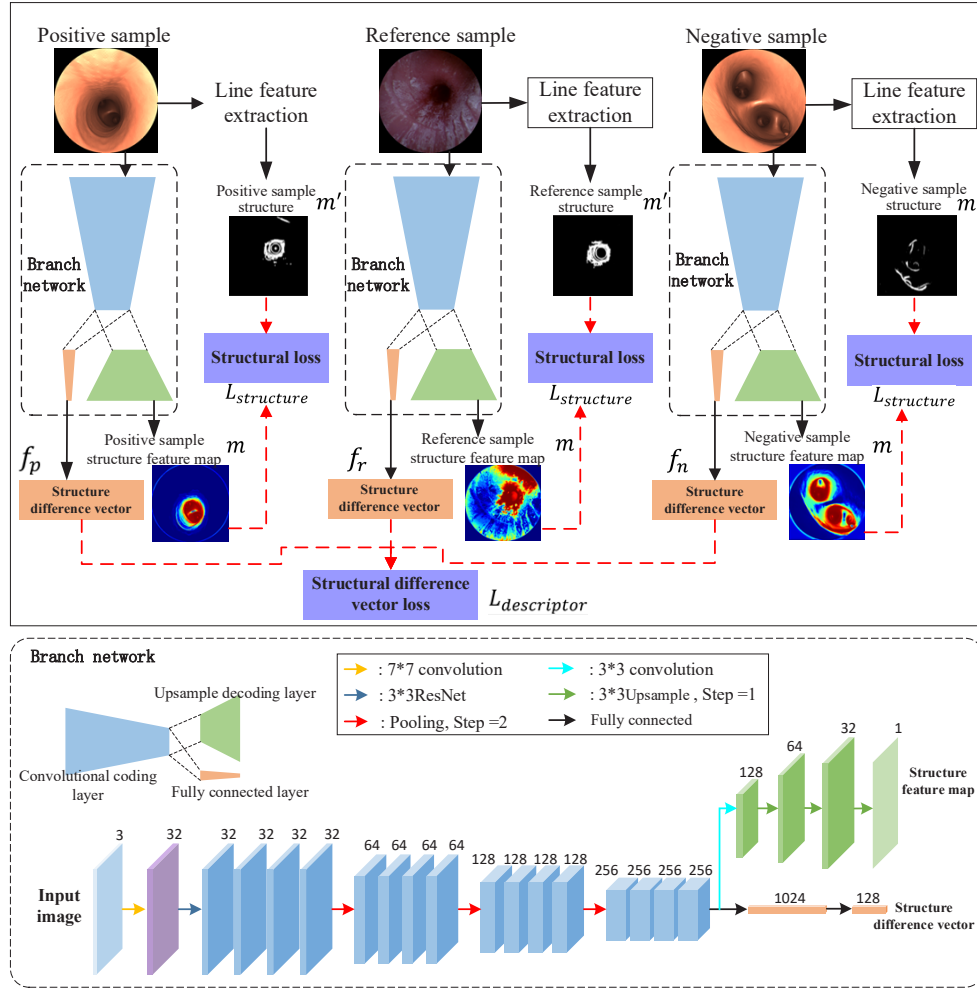 Positive sample
Reference sample
Negative sample
Line feature
extraction
Line feature
extraction
Line feature
extraction
Positive sample
structure
m′
Reference sample
structure
m′
Negative sample
structure
m
Branch
network
Branch
network
Branch
network
Structural loss
Structural loss
Structural loss
L_structure
L_structure
L_structure
Positive sample
structure feature map
m
Reference sample
structure feature map
m
Negative sample
structure feature map
m
f_p
f_r
f_n
Structure
difference vector
Structure
difference vector
Structure
difference vector
Structural difference
vector loss
L_descriptor
Branch network
: 7*7 convolution
: 3*3 convolution
: 3*3ResNet
: 3*3Upsample , Step =1
: Pooling, Step =2
Fully connected
Upsample decoding layer
Convolutional coding
layer
Fully connected layer
Input
image
3
32
32 32 32 32
64 64 64 64
128 128 128 128
256 256 256 256
128
64
32
1
Structure
feature map
1024
128
Structure
difference vector